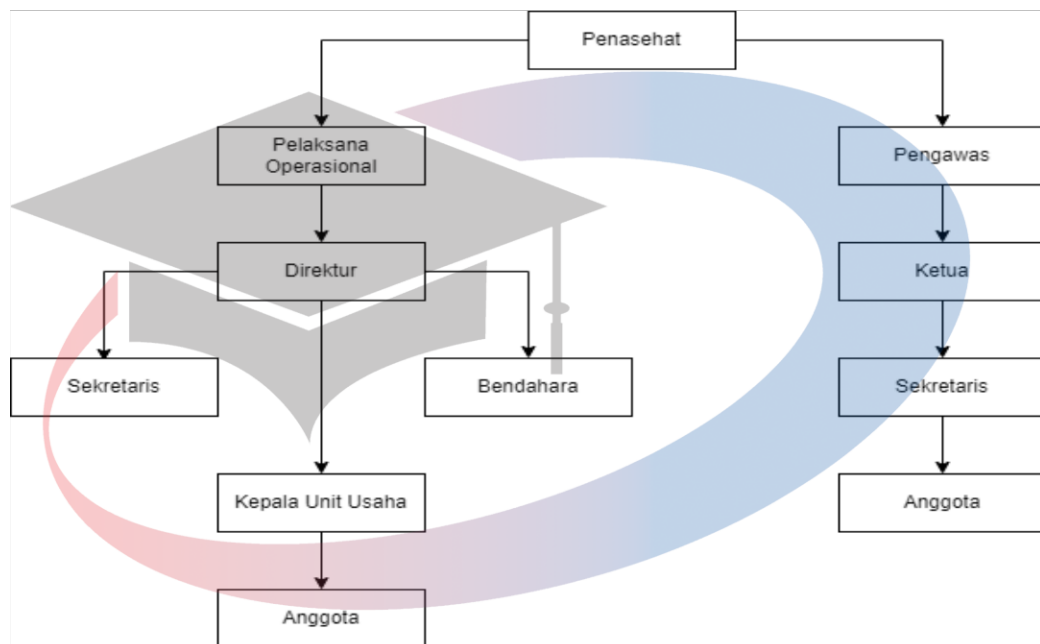 Penasehat
Pelaksana
Operasional
Pengawas
Direktur
Ketua
Sekretaris
Bendahara
Sekretaris
Kepala Unit Usaha
Anggota
Anggota